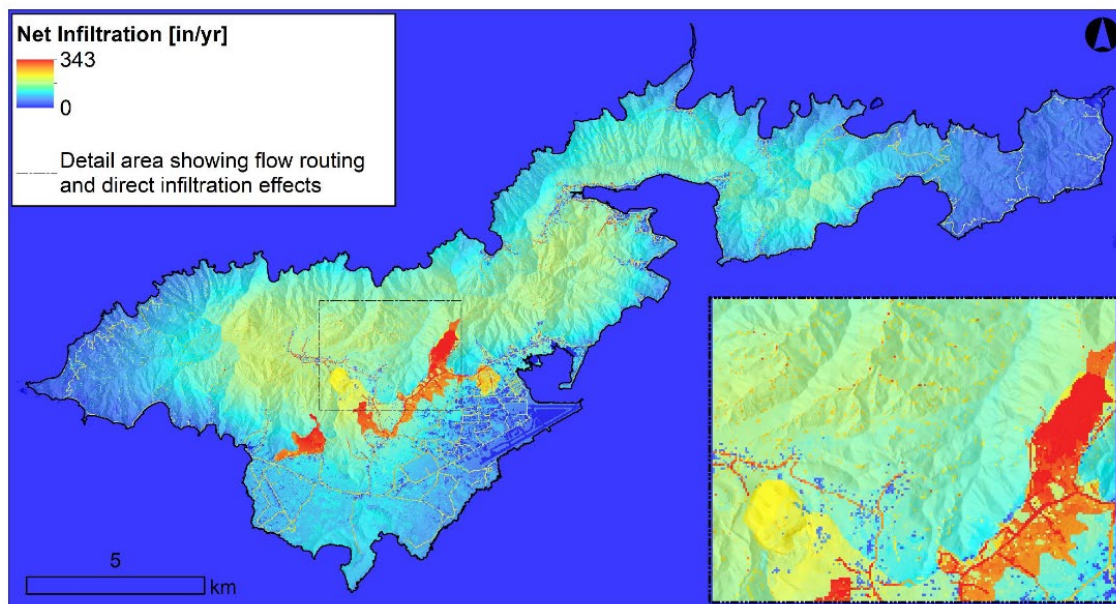 Net Infiltration [in/yr]
343
0
Detail area showing flow routing
and direct infiltration effects
5
km